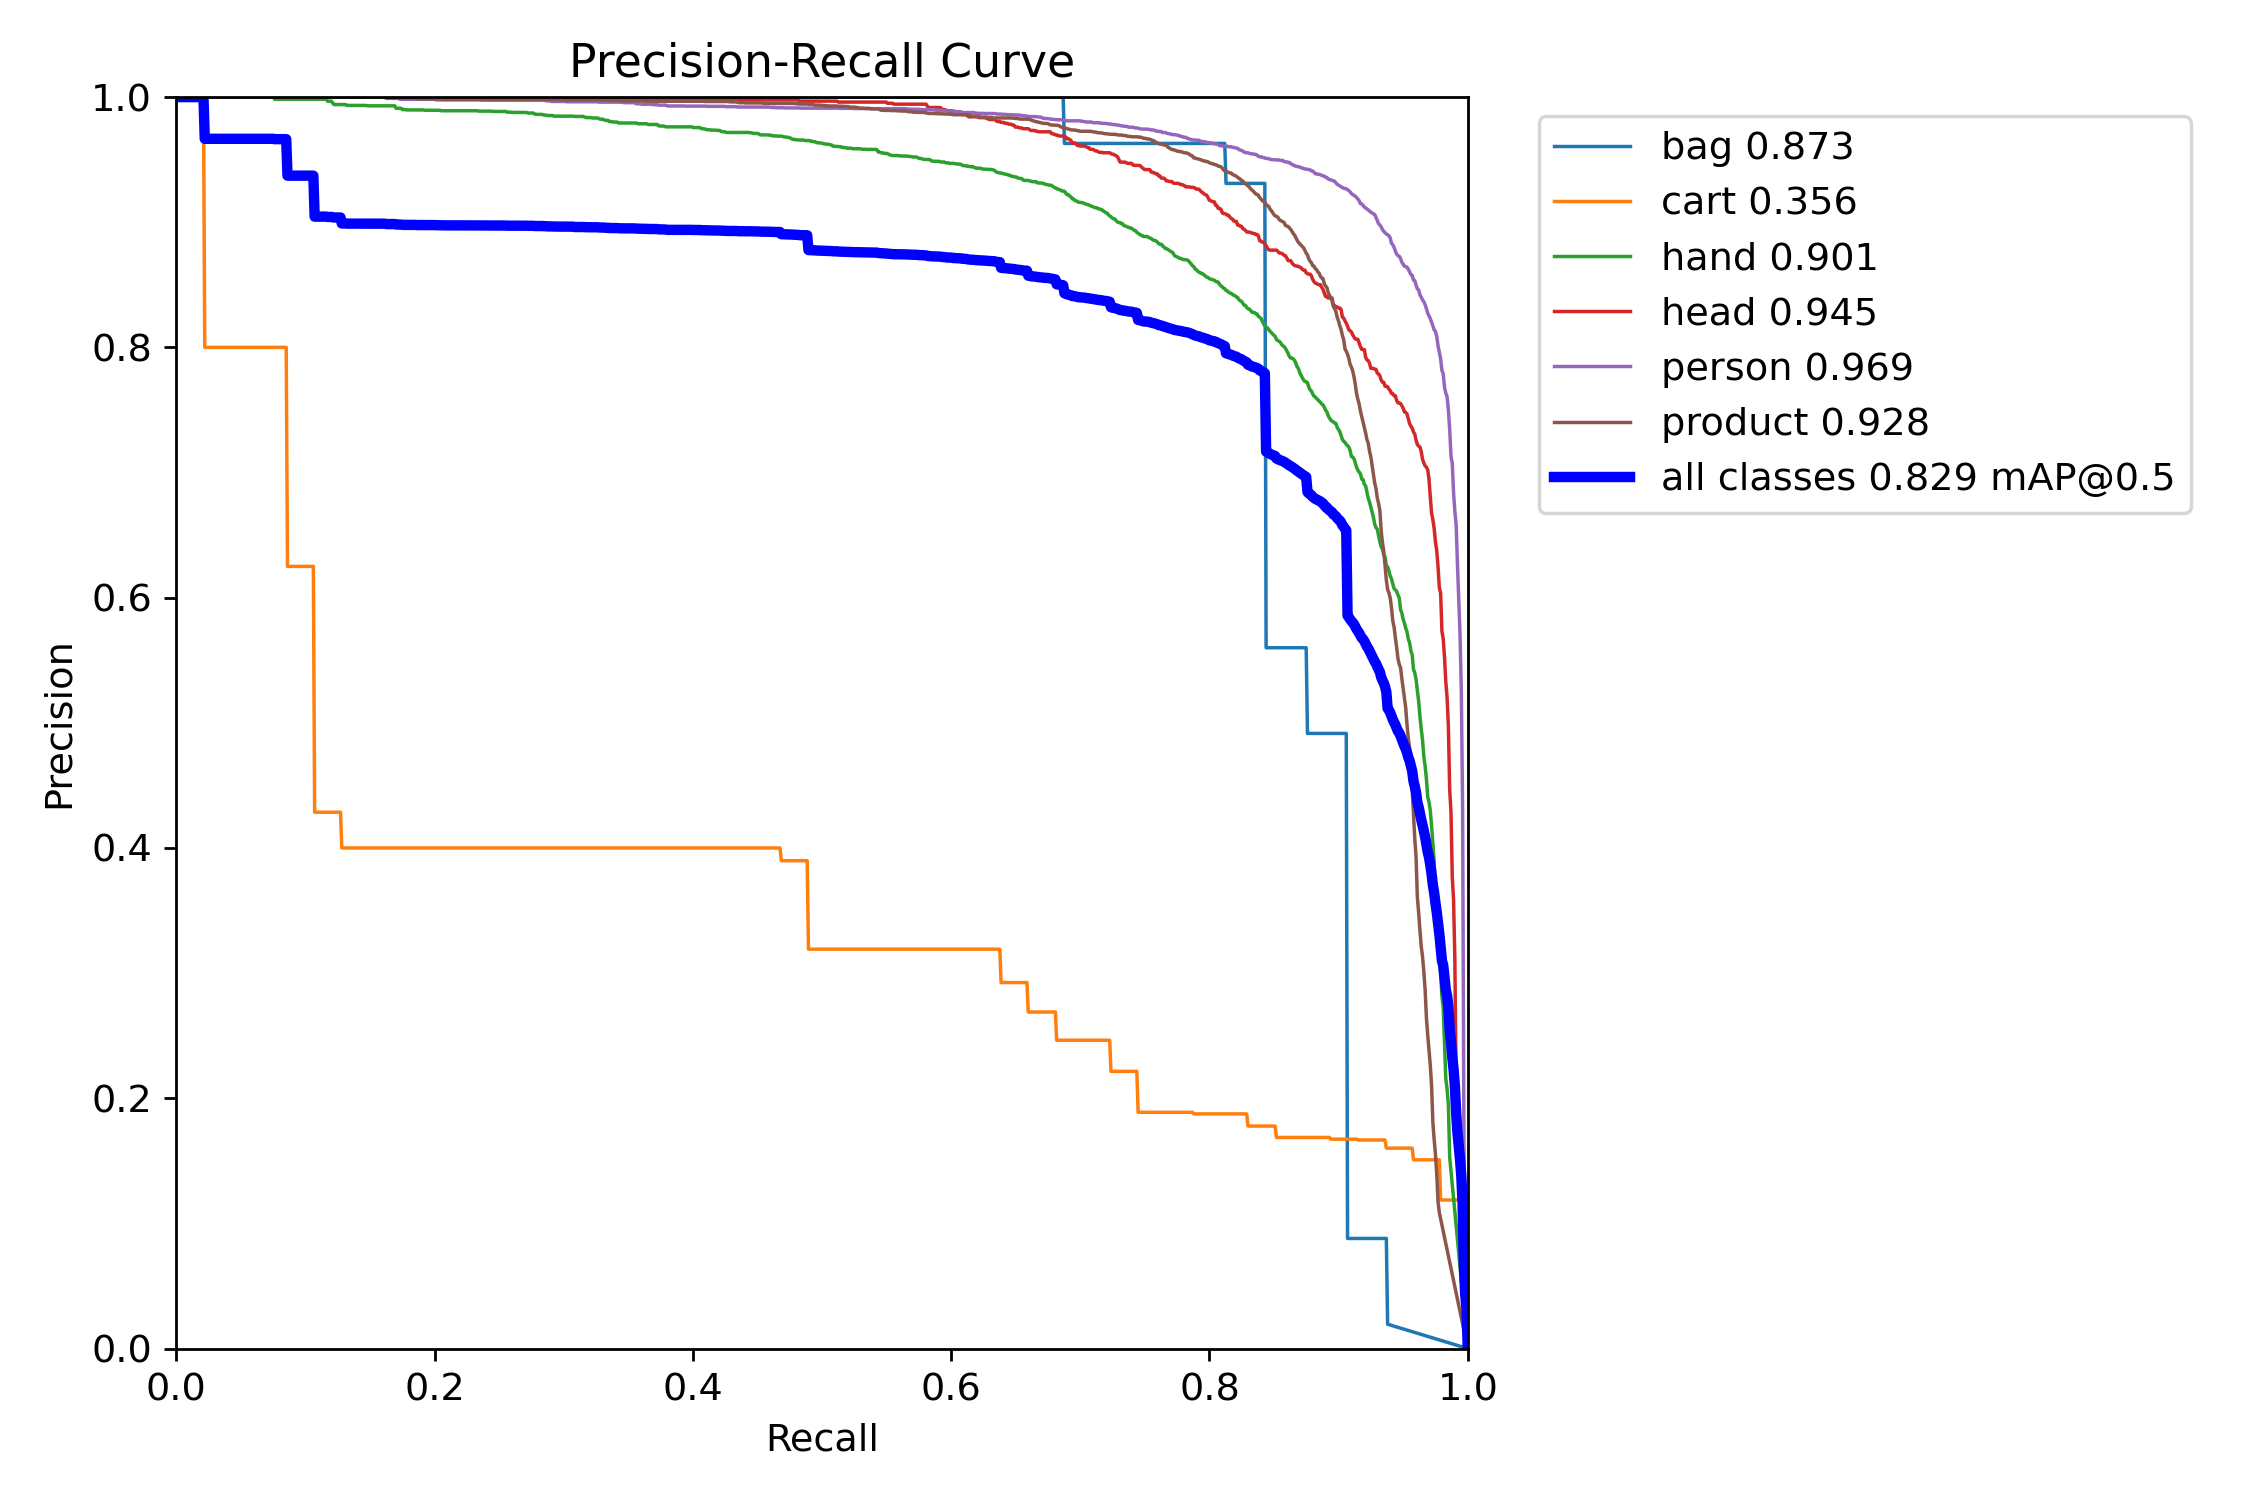 Precision-Recall Curve
1.0
0.8
0.6
0.4
0.2
0.0
Precision
0.0 0.2 0.4 0.6 0.8 1.0
Recall
bag 0.873
cart 0.356
hand 0.901
head 0.945
person 0.969
product 0.928
all classes 0.829 mAP@0.5